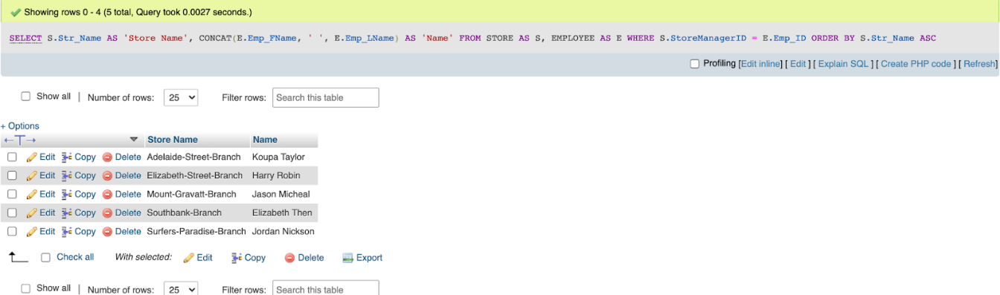 Showing rows 0 - 4 (5 total, Query took 0.0027 seconds.)
SELECT S.Str_Name AS 'Store Name', CONCAT(E.Emp_FName, ' ', E.Emp_LName) AS 'Name' FROM STORE AS S, EMPLOYEE AS E WHERE S.StoreManagerID = E.Emp_ID ORDER BY S.Str_Name ASC
Profiling [Edit inline] [ Edit ] [ Explain SQL ] [ Create PHP code ] [ Refresh]
Show all | Number of rows: 25 Filter rows: Search this table
+ Options
←T→ Store Name Name
Edit Copy Delete Adelaide-Street-Branch Koupa Taylor
Edit Copy Delete Elizabeth-Street-Branch Harry Robin
Edit Copy Delete Mount-Gravatt-Branch Jason Micheal
Edit Copy Delete Southbank-Branch Elizabeth Then
Edit Copy Delete Surfers-Paradise-Branch Jordan Nickson
Check all With selected: Edit Copy Delete Export
Show all | Number of rows: 25 Filter rows: Search this table